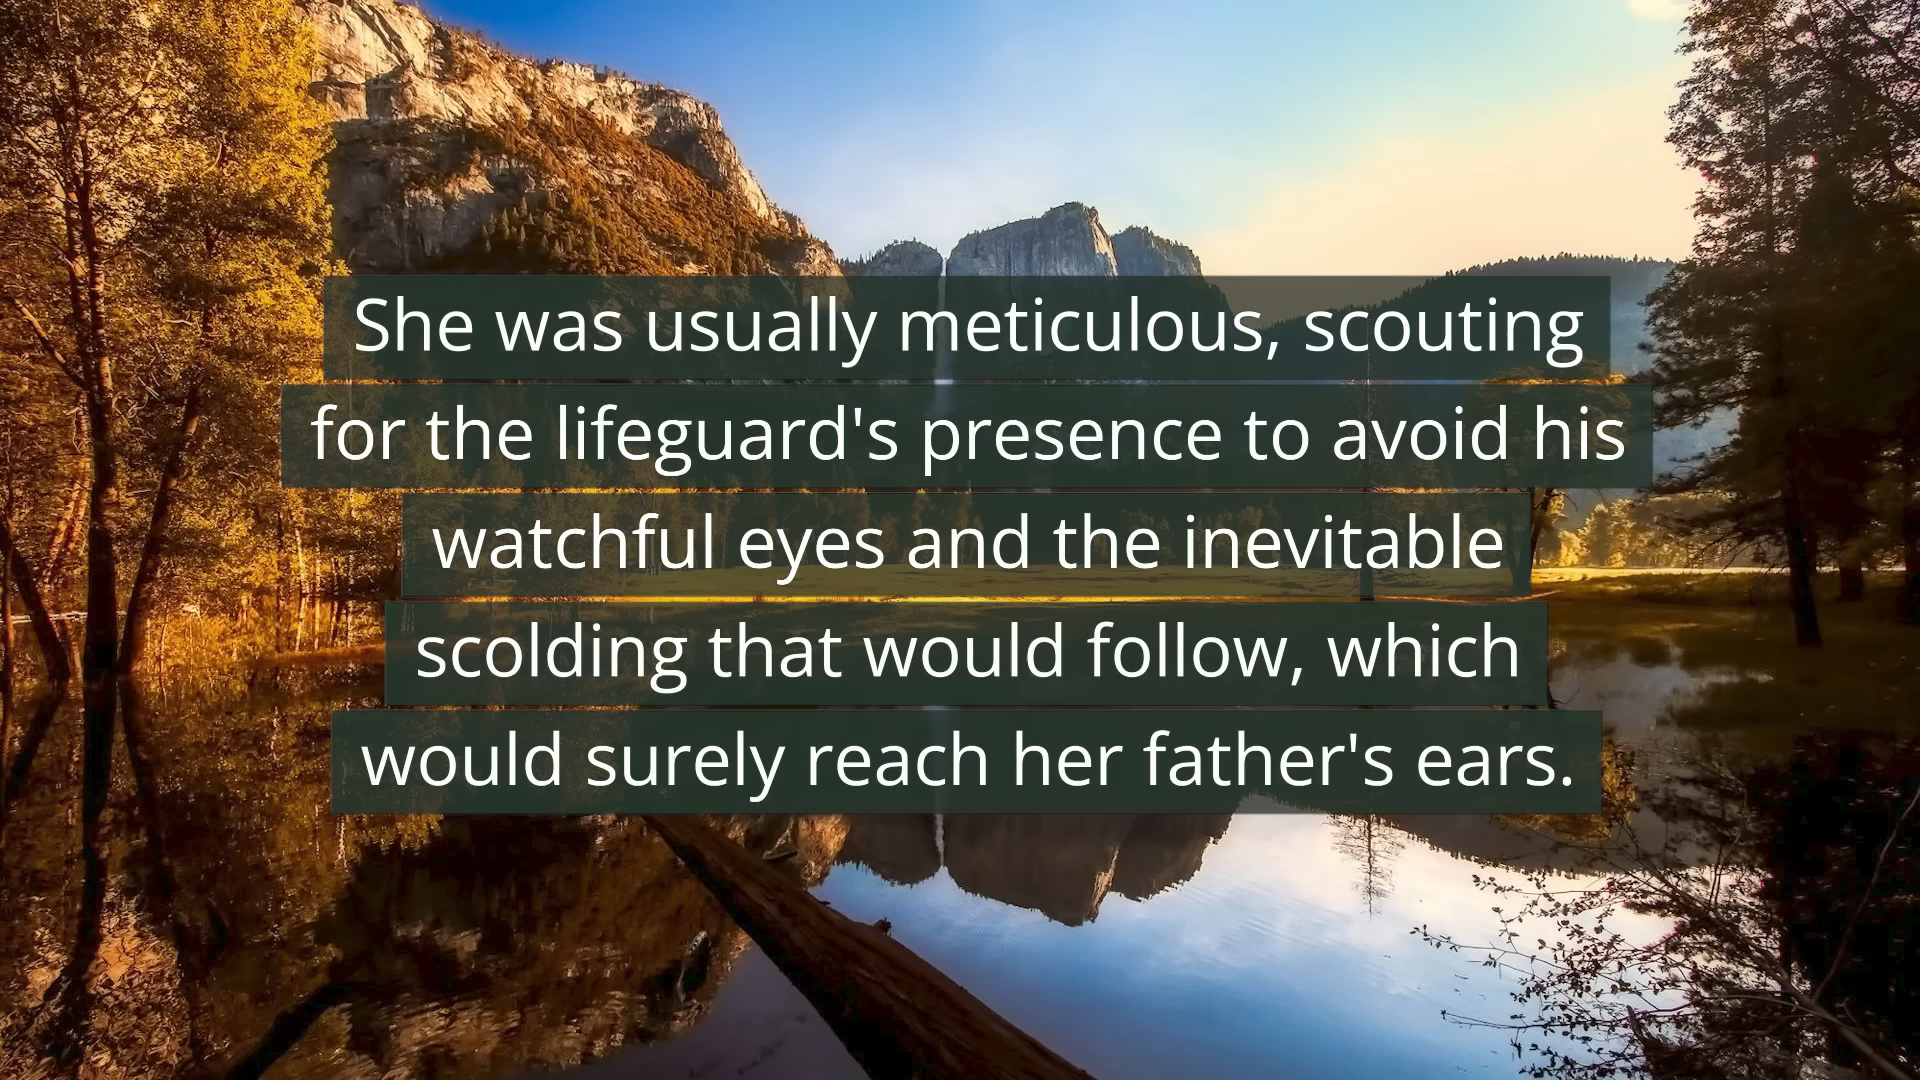 She was usually meticulous, scouting
for the lifeguard's presence to avoid his
watchful eyes and the inevitable
scolding that would follow, which
would surely reach her father's ears.